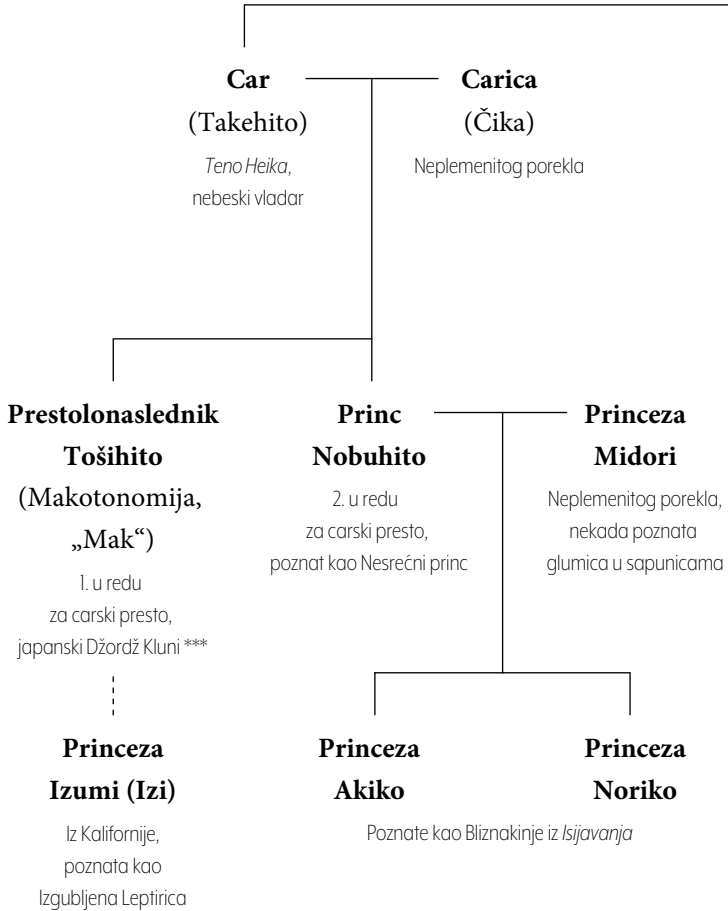 Car
(Takehito)
Teno Heika,
nebeski vladar
Carica
(Čika)
Neplemenitog porekla
Prestolonaslednik
Tošihito
(Makotonomija,
„Mak“)
1. u redu
za carski presto,
japanski Džordž Kluni ***
Princ
Nobuhito
2. u redu
za carski presto,
poznat kao Nesrećni princ
Princeza
Midori
Neplemenitog porekla,
nekada poznata
glumica u sapunicama
Princeza
Izumi (Izi)
Iz Kalifornije,
poznata kao
Izgubljena Leptirica
Princeza
Akiko
Princeza
Noriko
Poznate kao Bliznakinje iz Isijavanja